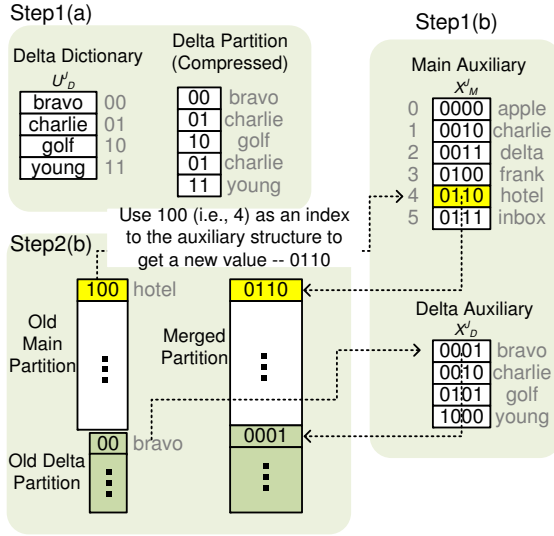 Step1(a)
Delta Dictionary
U^J_D
bravo 00
charlie 01
golf 10
young 11
Delta Partition
(Compressed)
00 bravo
01 charlie
10 golf
01 charlie
11 young
Step1(b)
Main Auxiliary
X^J_M
0 0000 apple
1 0010 charlie
2 0011 delta
3 0100 frank
4 0110 hotel
5 0111 inbox
Use 100 (i.e., 4) as an index
to the auxiliary structure to
get a new value -- 0110
Step2(b)
100 hotel
Old
Main
Partition
0110
Merged
Partition
00 bravo
Old Delta
Partition
0001
Delta Auxiliary
X^J_D
0001 bravo
0010 charlie
0101 golf
1000 young